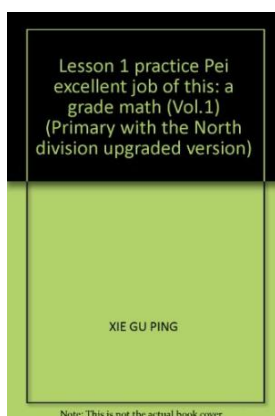 Lesson 1 practice Pei
excellent job of this: a
grade math (Vol.1)
(Primary with the North
division upgraded version)
XIE GU PING
Note: This is not the actual book cover